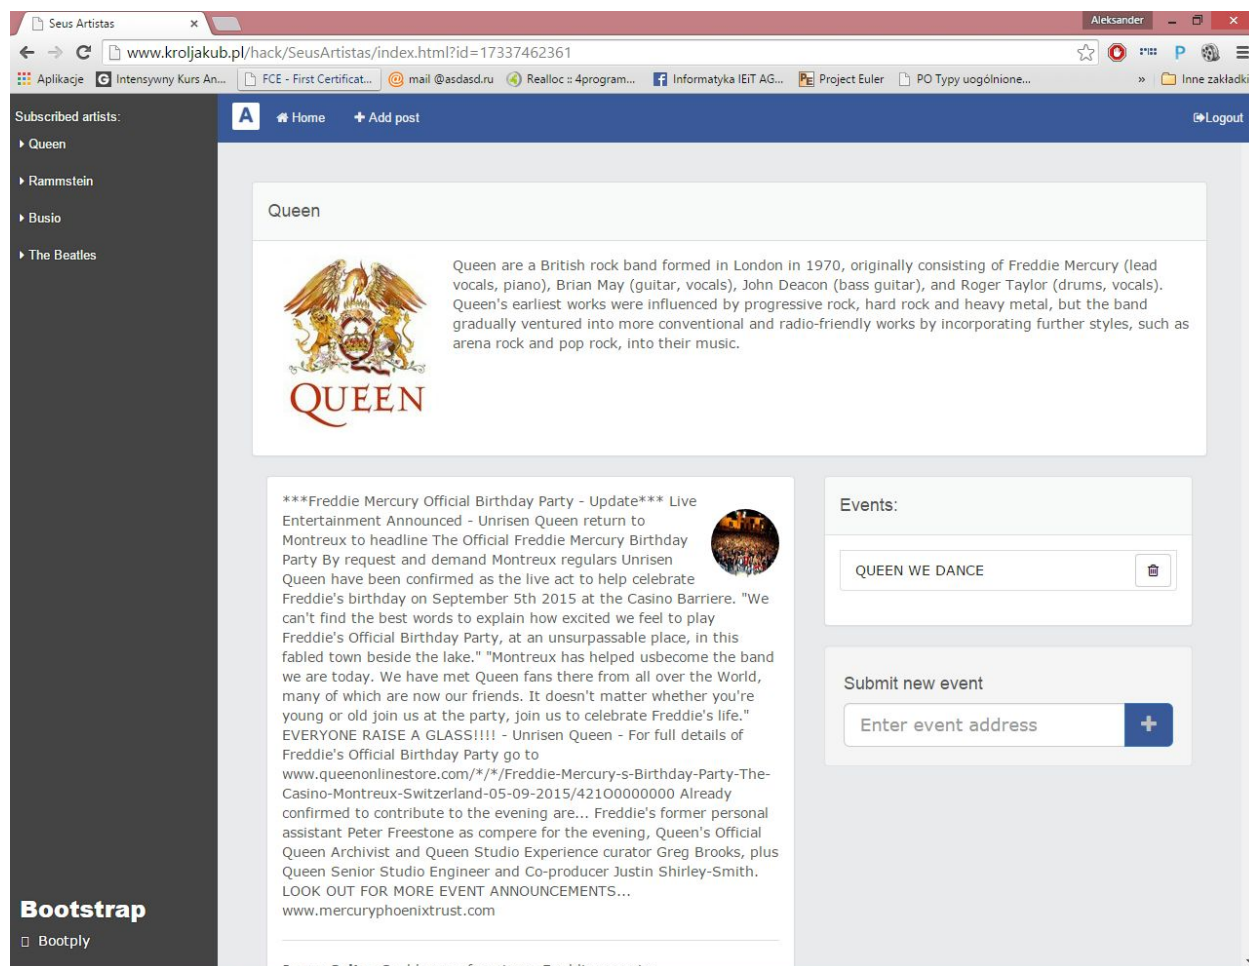 Seus Artistas
Aleksander
www.kroljakub.pl/hack/SeusArtistas/index.html?id=17337462361
Aplikacje
Intensywny Kurs An...
FCE - First Certificat...
mail @asdasd.ru
Realloc :: 4program...
Informatyka IEiT AG...
Project Euler
PO Typy uogólnione...
»
Inne zakładki
Subscribed artists:
Queen
Rammstein
Busio
The Beatles
A
Home
Add post
Logout
Queen
QUEEN
Queen are a British rock band formed in London in 1970, originally consisting of Freddie Mercury (lead
vocals, piano), Brian May (guitar, vocals), John Deacon (bass guitar), and Roger Taylor (drums, vocals).
Queen's earliest works were influenced by progressive rock, hard rock and heavy metal, but the band
gradually ventured into more conventional and radio-friendly works by incorporating further styles, such as
arena rock and pop rock, into their music.
***Freddie Mercury Official Birthday Party - Update*** Live
Entertainment Announced - Unrisen Queen return to
Montreux to headline The Official Freddie Mercury Birthday
Party By request and demand Montreux regulars Unrisen
Queen have been confirmed as the live act to help celebrate
Freddie's birthday on September 5th 2015 at the Casino Barriere. "We
can't find the best words to explain how excited we feel to play
Freddie's Official Birthday Party, at an unsurpassable place, in this
fabled town beside the lake." "Montreux has helped usbecome the band
we are today. We have met Queen fans there from all over the World,
many of which are now our friends. It doesn't matter whether you're
young or old join us at the party, join us to celebrate Freddie's life."
EVERYONE RAISE A GLASS!!!! - Unrisen Queen - For full details of
Freddie's Official Birthday Party go to
www.queenonlinestore.com/*/*/Freddie-Mercury-s-Birthday-Party-The-
Casino-Montreux-Switzerland-05-09-2015/421O0000000 Already
confirmed to contribute to the evening are... Freddie's former personal
assistant Peter Freestone as compere for the evening, Queen's Official
Queen Archivist and Queen Studio Experience curator Greg Brooks, plus
Queen Senior Studio Engineer and Co-producer Justin Shirley-Smith.
LOOK OUT FOR MORE EVENT ANNOUNCEMENTS...
www.mercuryphoenixtrust.com
Events:
QUEEN WE DANCE
Submit new event
Enter event address
Bootstrap
Bootply